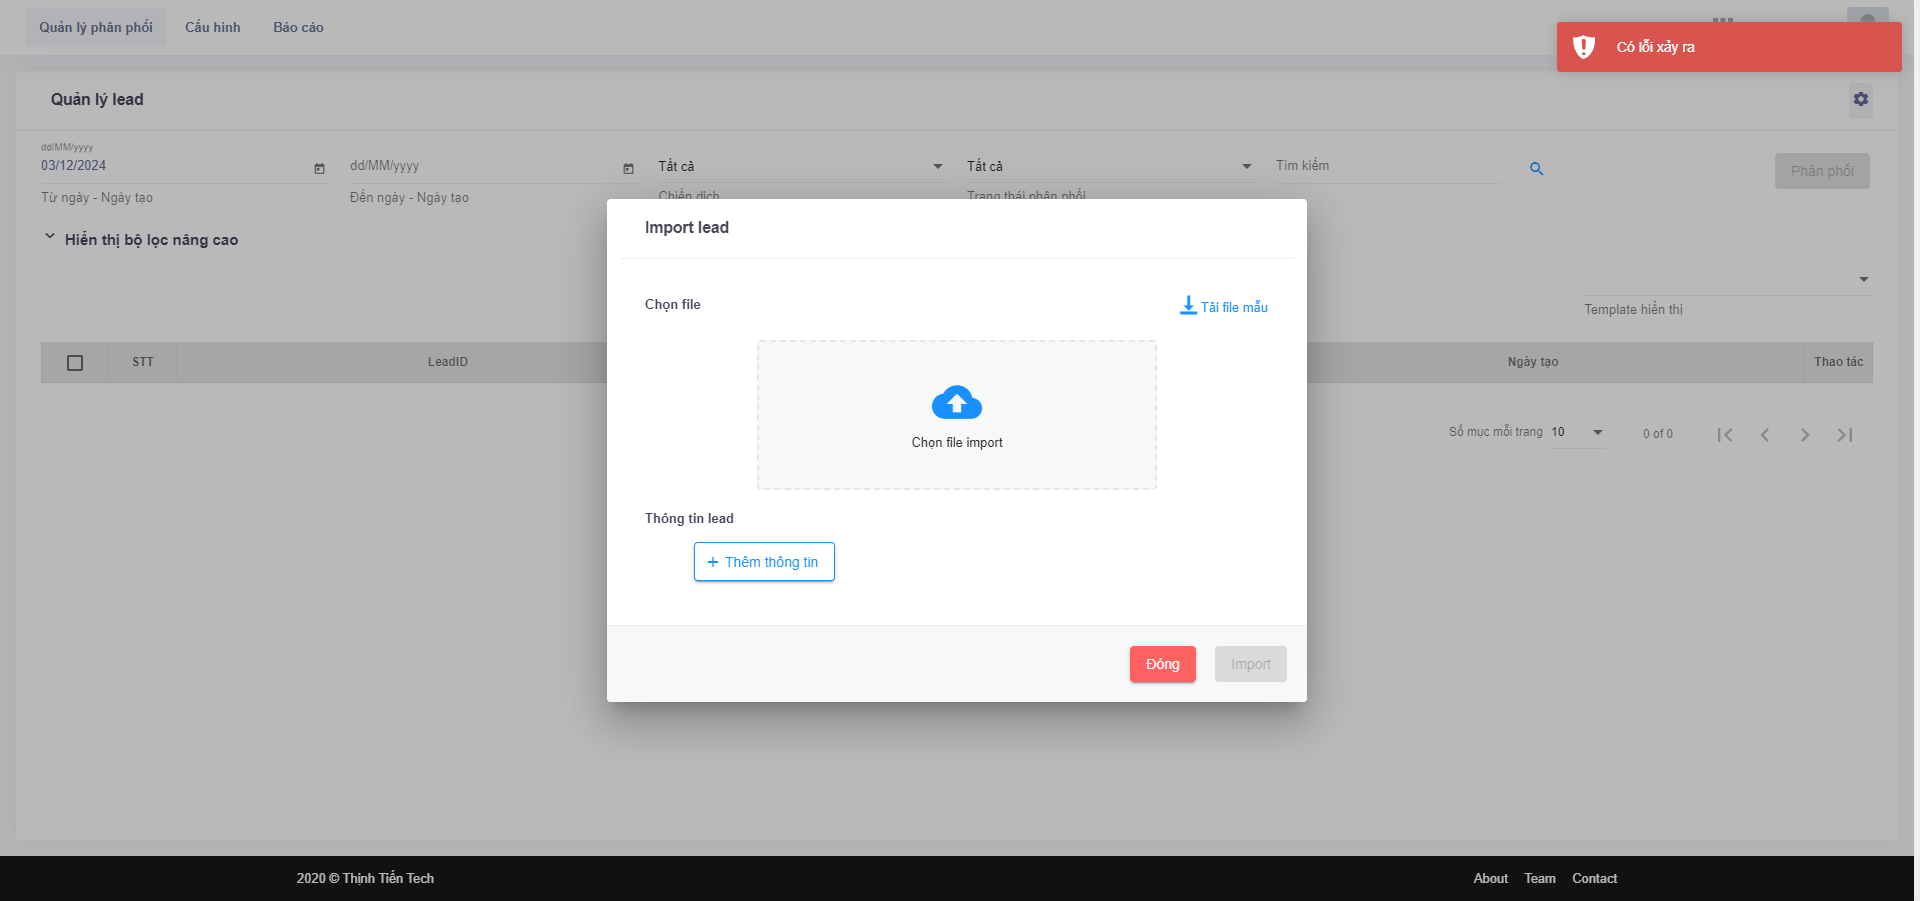 Quản lý phân phối Cấu hình Báo cáo
Có lỗi xảy ra
Quản lý lead
dd/MM/yyyy
03/12/2024 dd/MM/yyyy Tất cả Tất cả Tìm kiếm Phân phối
Từ ngày - Ngày tạo Đến ngày - Ngày tạo Chiến dịch Trạng thái phân phối
Hiển thị bộ lọc nâng cao
Template hiển thị
STT LeadID Ngày tạo Thao tác
Số mục mỗi trang 10 0 of 0
Import lead
Chọn file Tải file mẫu
Chọn file import
Thông tin lead
+ Thêm thông tin
Đóng Import
2020 © Thịnh Tiến Tech About Team Contact